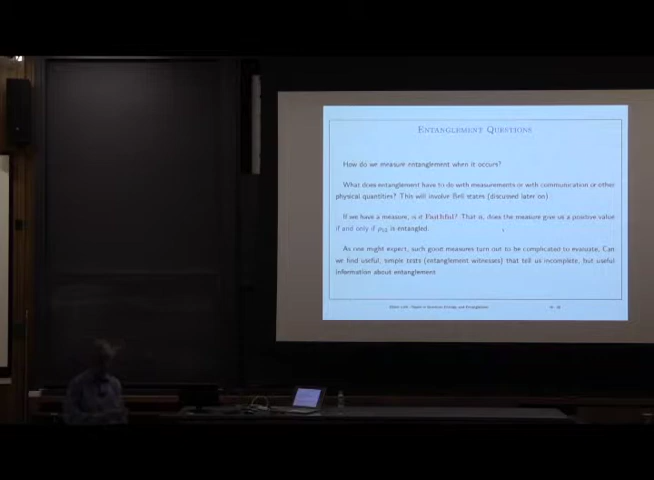 ENTANGLEMENT QUESTIONS
How do we measure entanglement when it occurs?
What does entanglement have to do with measurements or with communication or other
physical quantities? This will involve Bell states (discussed later on)
If we have a measure, is it Faithful? That is, does the measure give us a positive value
if and only if ρ₁₂ is entangled.
As one might expect, such good measures turn out to be complicated to evaluate. Can
we find useful, simple tests (entanglement witnesses) that tell us incomplete, but useful
information about entanglement